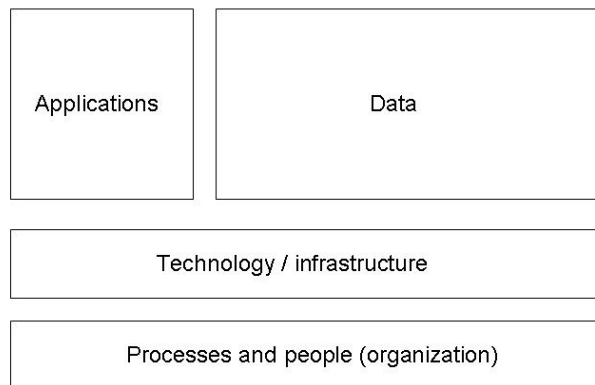 Applications
Data
Technology / infrastructure
Processes and people (organization)